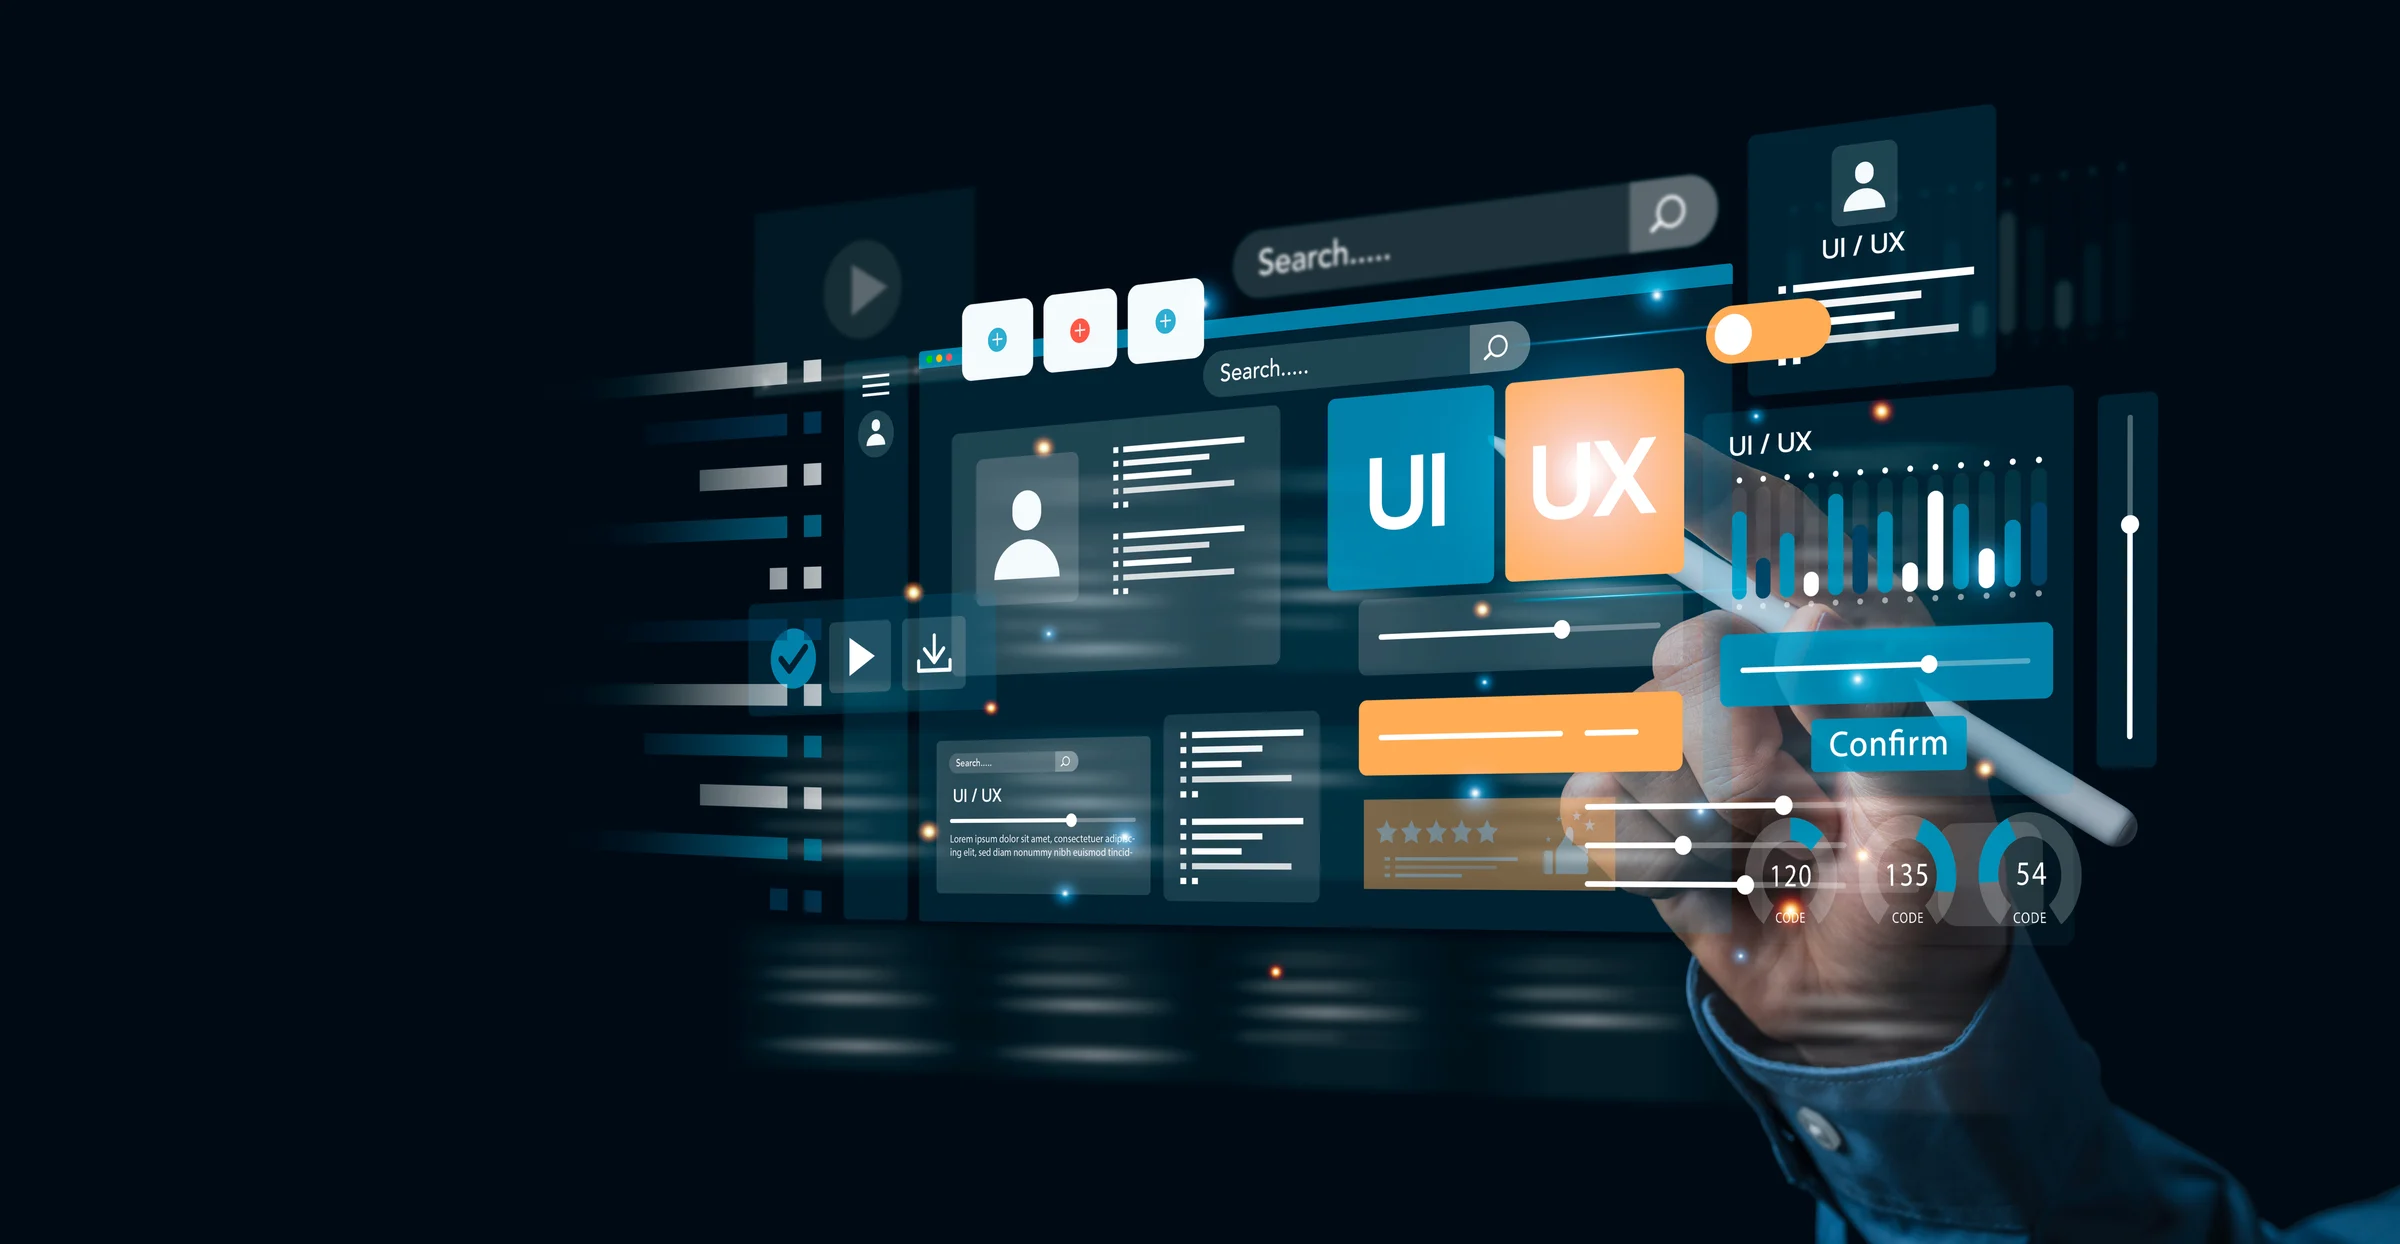 Search.....
UI / UX
Search.....
UI
UX
UI / UX
Confirm
Search.....
UI / UX
Lorem ipsum dolor sit amet, consectetuer adipisc-
ing elit, sed diam nonummy nibh euismod tincid-
120
CODE
135
CODE
54
CODE